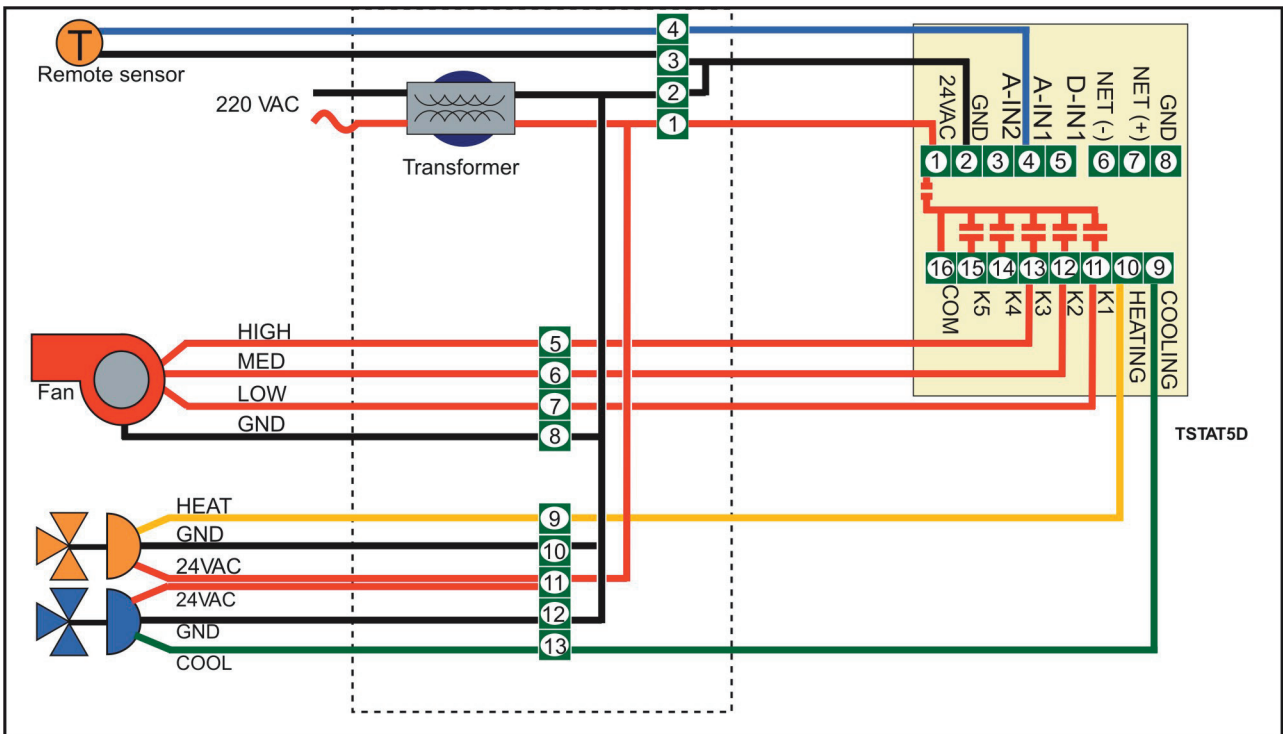 T
Remote sensor
220 VAC
Transformer
4
3
2
1
24VAC
GND
A-IN2
A-IN1
D-IN1
NET (-)
NET (+)
GND
1 2 3 4 5 6 7 8
16 15 14 13 12 11 10 9
COM
K5
K4
K3
K2
K1
HEATING
COOLING
TSTAT5D
Fan
HIGH
MED
LOW
GND
5
6
7
8
HEAT
GND
24VAC
24VAC
GND
COOL
9
10
11
12
13